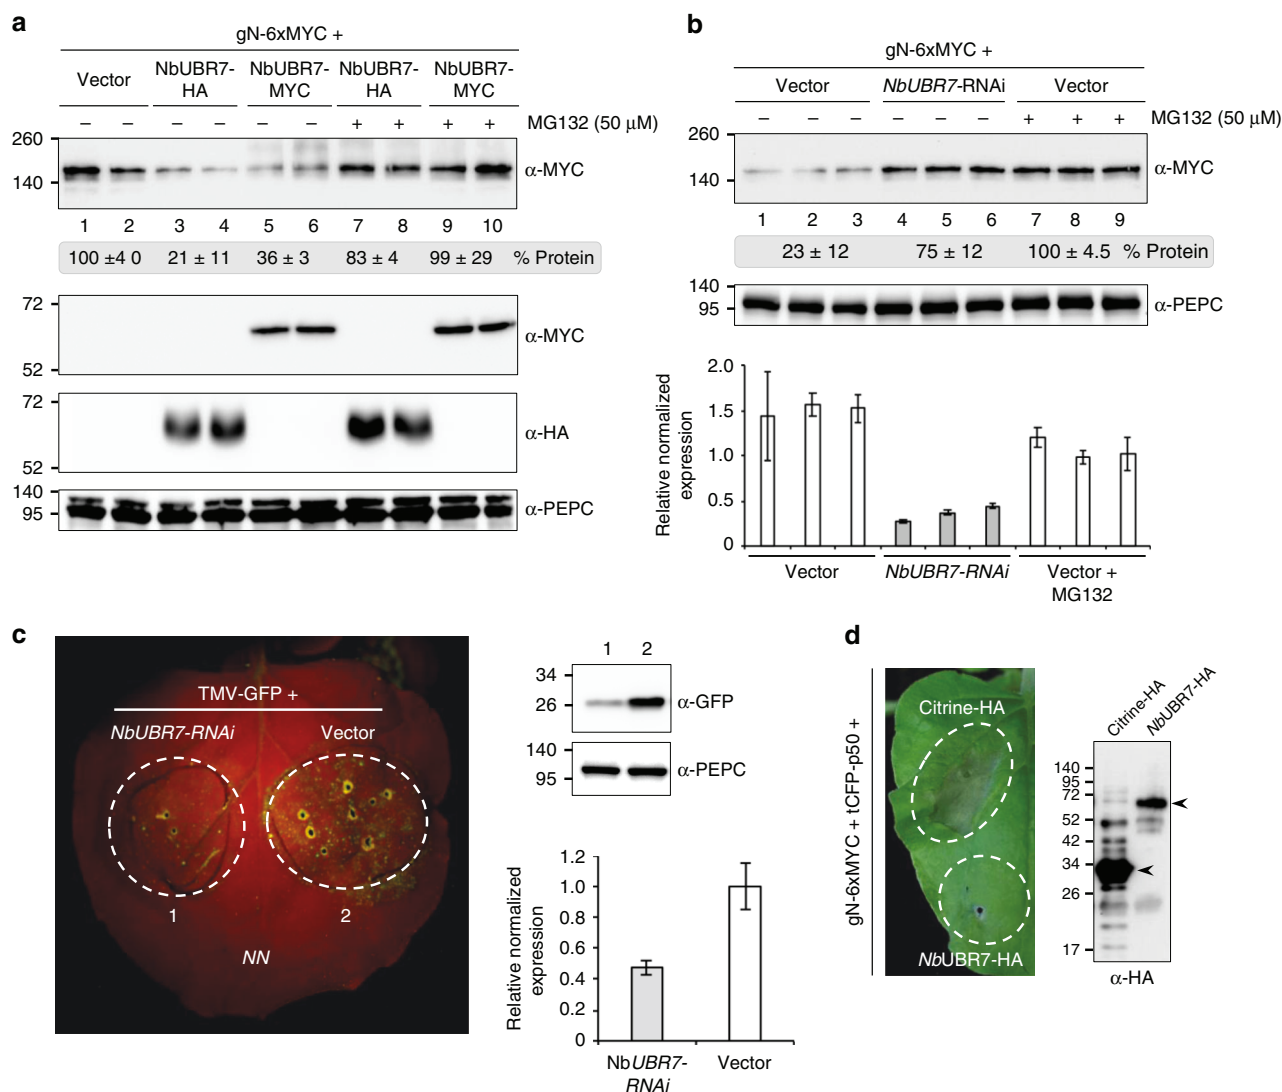 a
gN-6xMYC +
Vector NbUBR7-HA NbUBR7-MYC NbUBR7-HA NbUBR7-MYC
– – – – – – + + + + MG132 (50 µM)
260
140
α-MYC
1 2 3 4 5 6 7 8 9 10
100 ±4 0 21 ± 11 36 ± 3 83 ± 4 99 ± 29 % Protein
72
52
α-MYC
72
52
α-HA
140
95
α-PEPC
b
gN-6xMYC +
Vector NbUBR7-RNAi Vector
– – – – – – + + + MG132 (50 µM)
260
140
α-MYC
1 2 3 4 5 6 7 8 9
23 ± 12 75 ± 12 100 ± 4.5 % Protein
140
95
α-PEPC
Relative normalized
expression
2.0
1.5
1.0
0.5
0
Vector NbUBR7-RNAi Vector +
MG132
c
TMV-GFP +
NbUBR7-RNAi Vector
1 2
NN
1 2
34
26
α-GFP
140
95
α-PEPC
Relative normalized
expression
1.2
1.0
0.8
0.6
0.4
0.2
0
NbUBR7-
RNAi
Vector
d
gN-6xMYC + tCFP-p50 +
Citrine-HA
NbUBR7-HA
Citrine-HA
NbUBR7-HA
140
95
72
52
42
34
26
17
α-HA